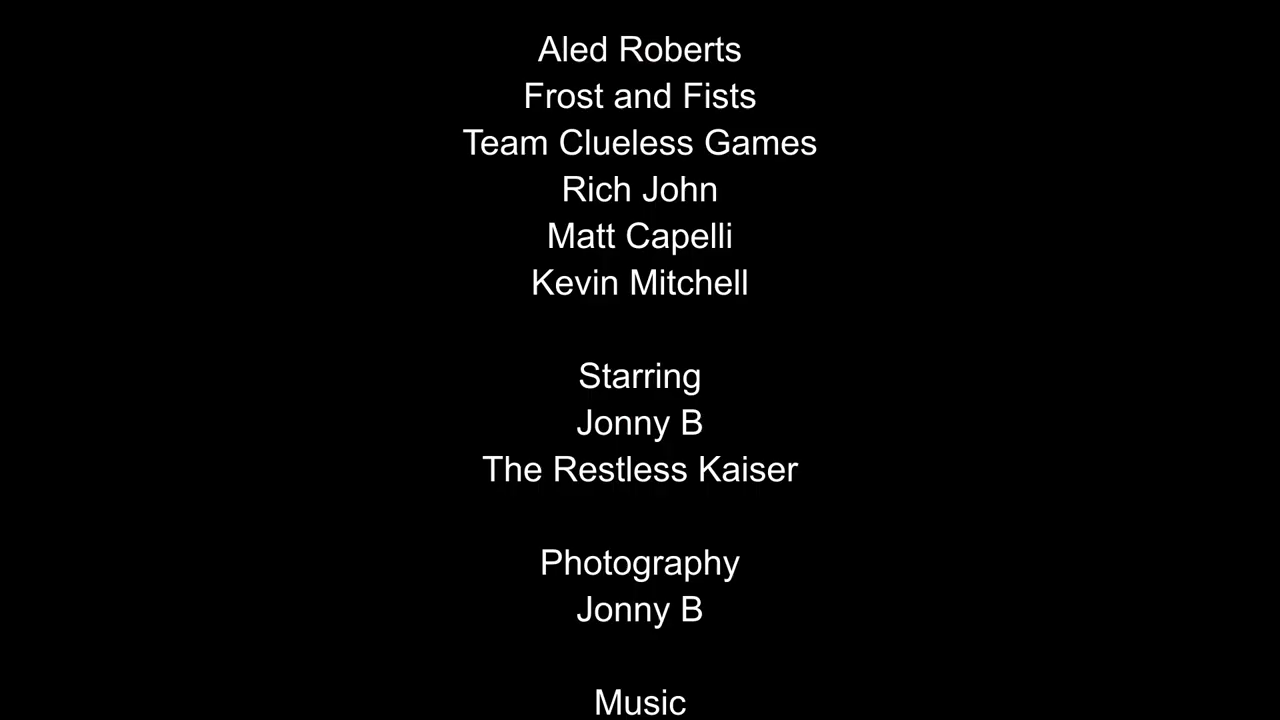 Aled Roberts
Frost and Fists
Team Clueless Games
Rich John
Matt Capelli
Kevin Mitchell
Starring
Jonny B
The Restless Kaiser
Photography
Jonny B
Music